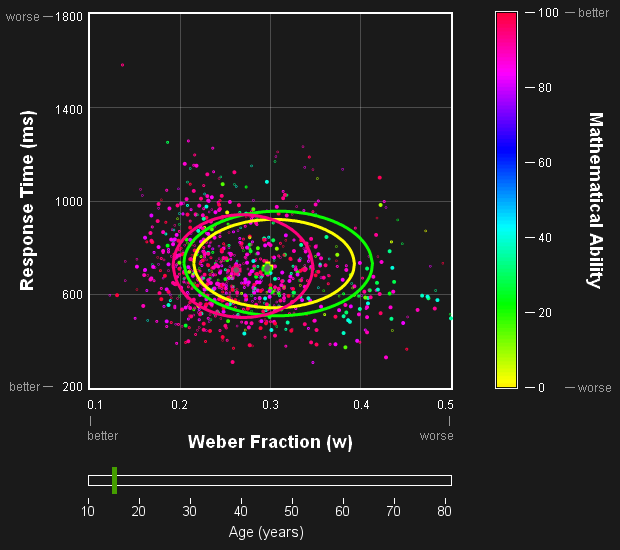 worse
1800
1400
1000
600
200
better
Response Time (ms)
0.1
0.2
0.3
0.4
0.5
better
worse
Weber Fraction (w)
100
better
80
60
40
20
0
worse
Mathematical Ability
10
20
30
40
50
60
70
80
Age (years)